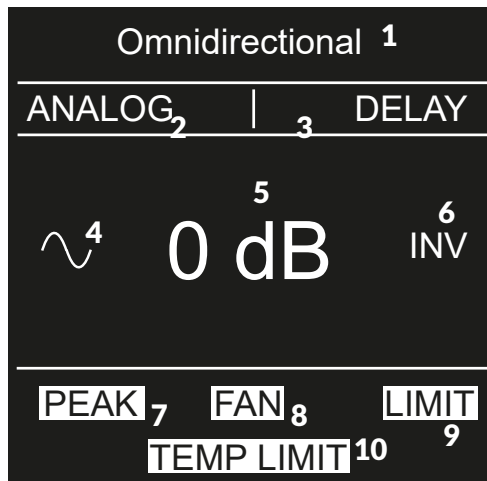 Omnidirectional 1
ANALOG 2 | 3 DELAY
5
4 0 dB 6 INV
PEAK 7 FAN 8 LIMIT 9
TEMP LIMIT 10